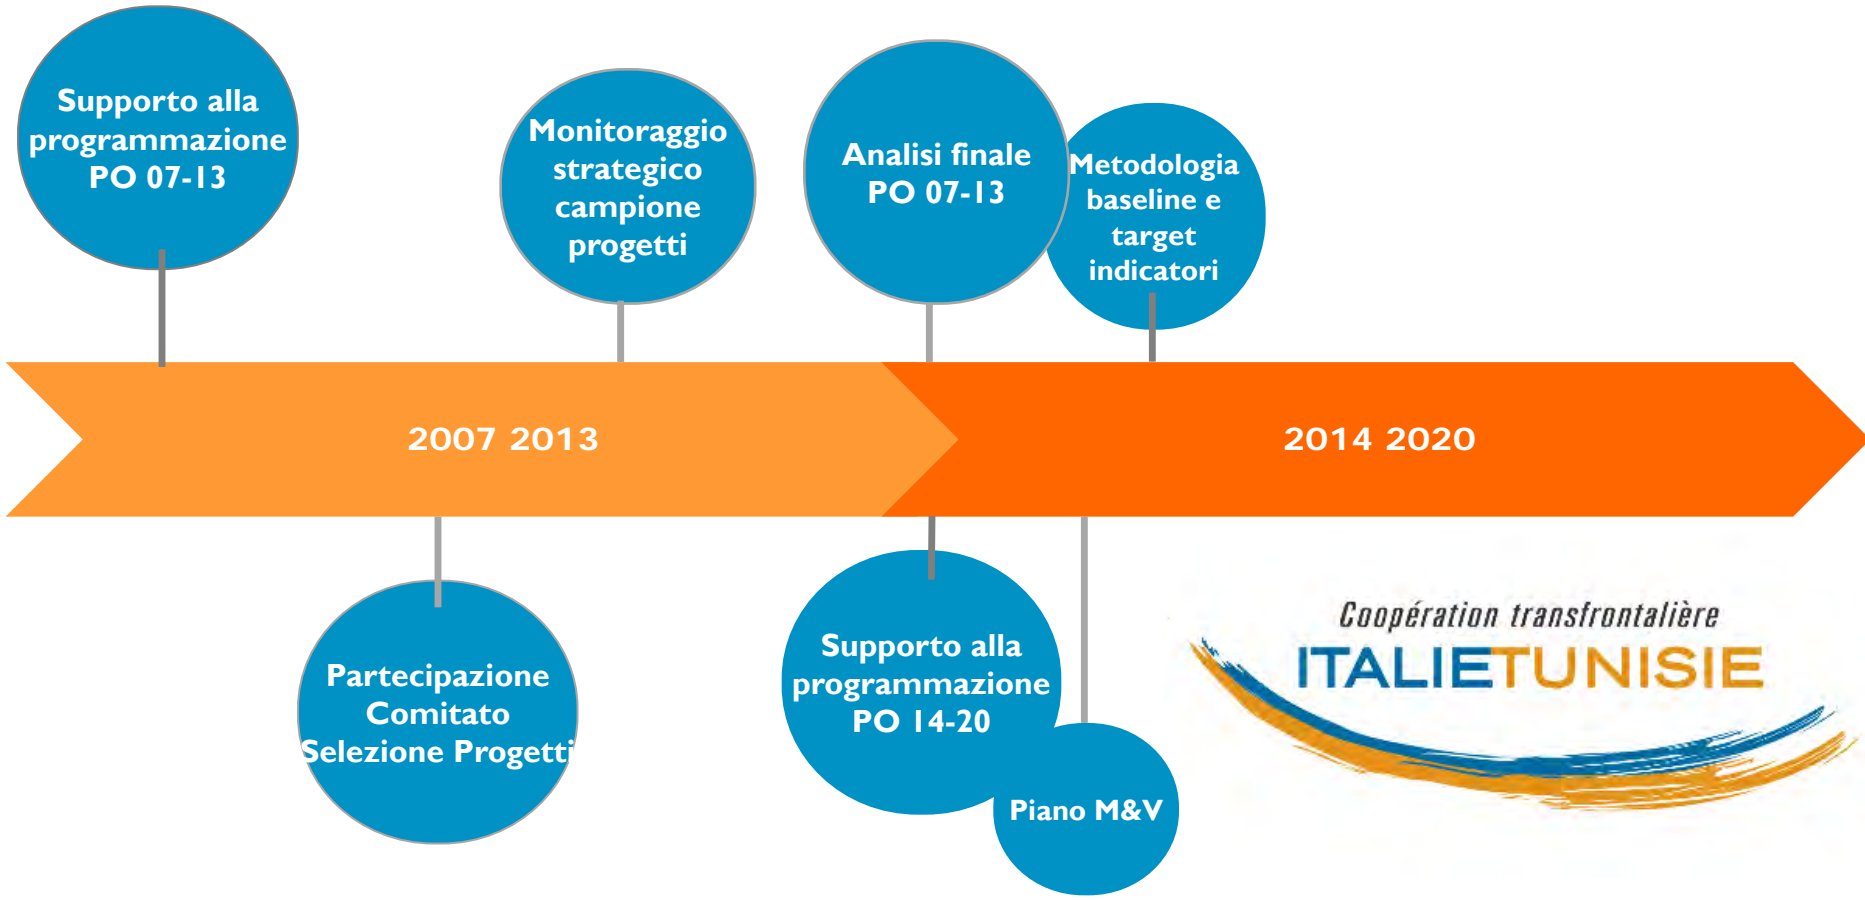 Supporto alla
programmazione
PO 07-13
Monitoraggio
strategico
campione
progetti
Analisi finale
PO 07-13
Metodologia
baseline e
target
indicatori
2007 2013
2014 2020
Partecipazione
Comitato
Selezione Progetti
Supporto alla
programmazione
PO 14-20
Piano M&V
Coopération transfrontalière
ITALIETUNISIE